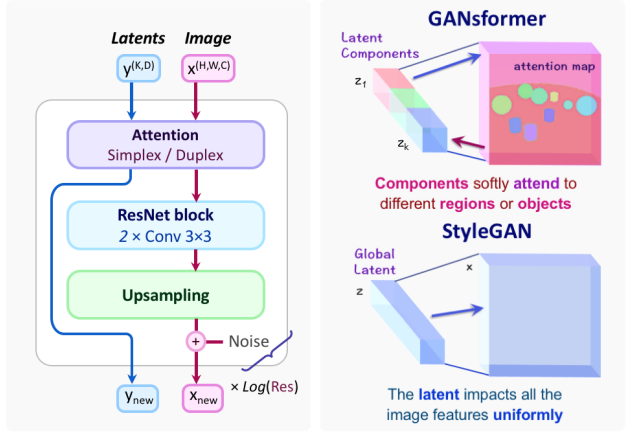 Latents Image
y(K,D) x(H,W,C)
Attention
Simplex / Duplex
ResNet block
2 × Conv 3×3
Upsampling
+ Noise
ynew xnew × Log(Res)
GANsformer
Latent
Components
z1
zk
attention map
Components softly attend to
different regions or objects
StyleGAN
Global
Latent
z
x
The latent impacts all the
image features uniformly